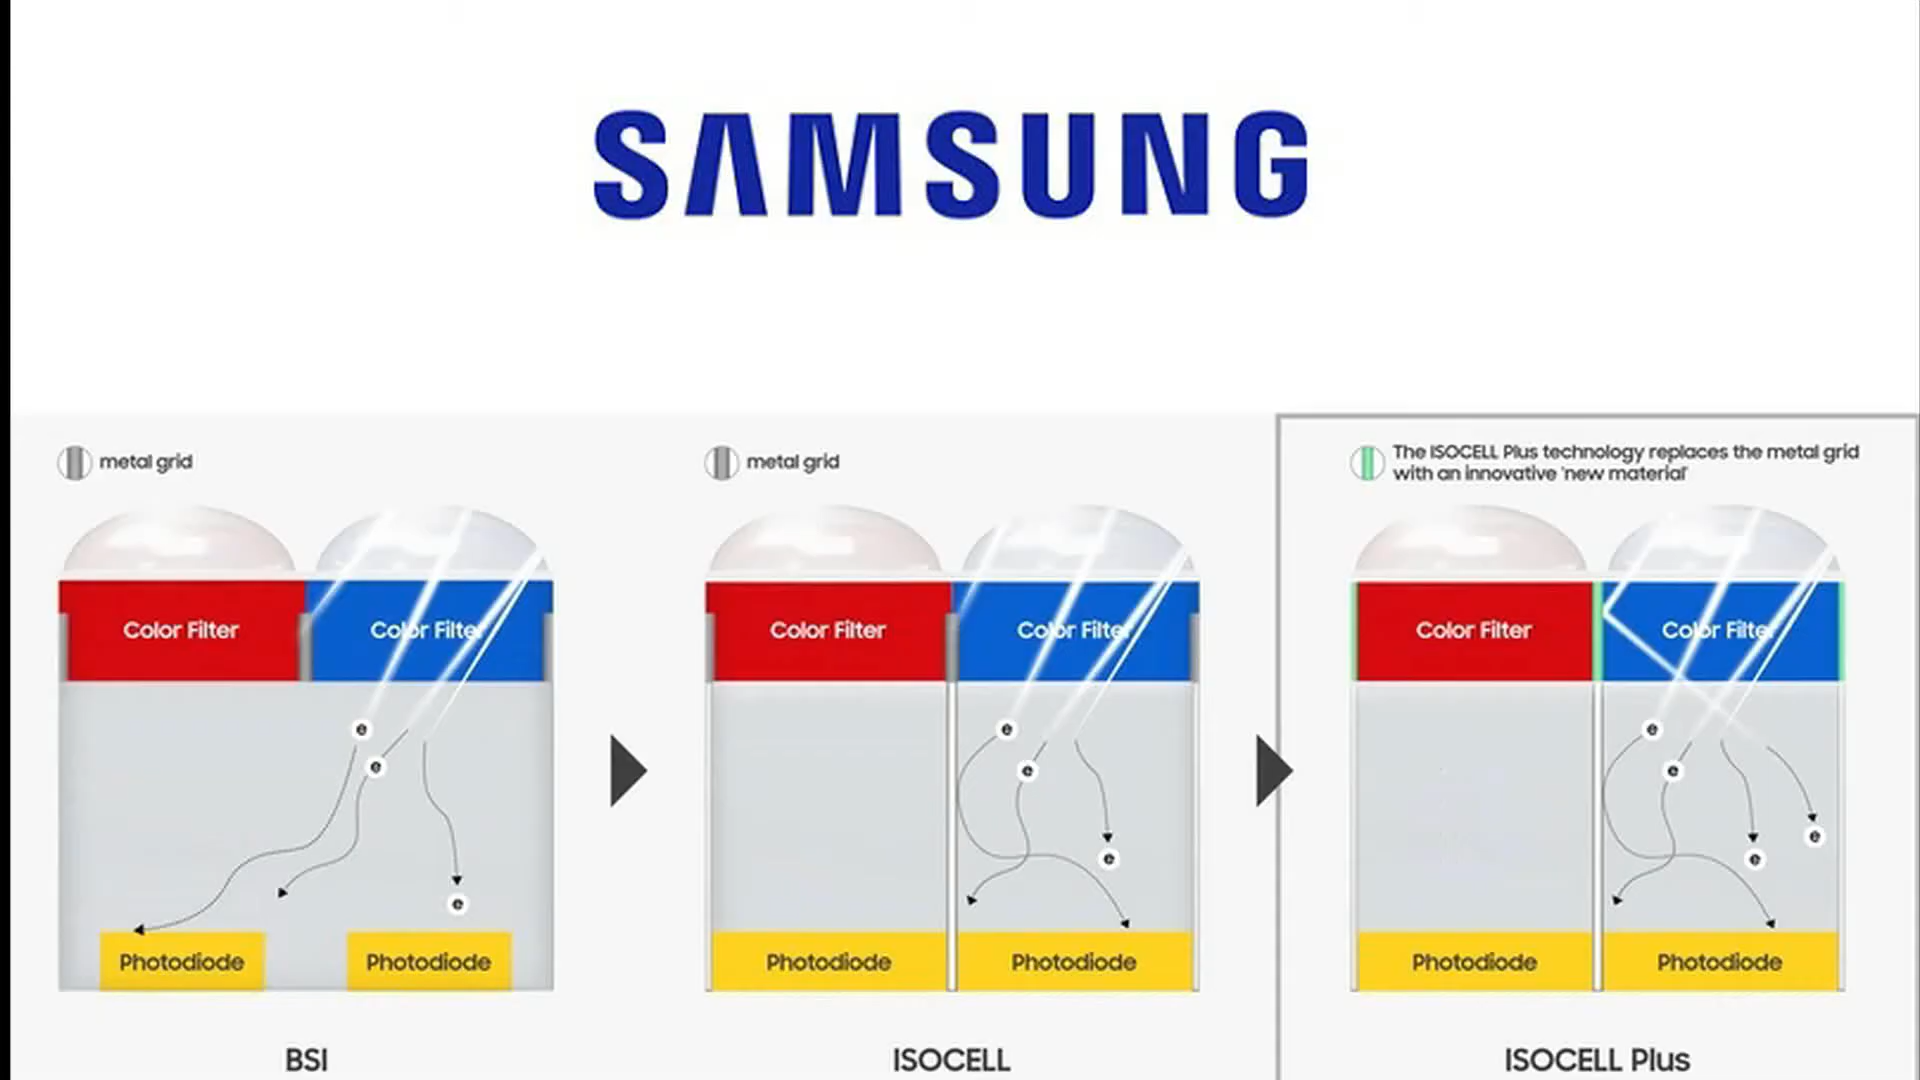 SAMSUNG
metal grid
metal grid
The ISOCELL Plus technology replaces the metal grid
with an innovative 'new material'
Color Filter
Color Filter
Color Filter
Color Filter
Color Filter
Color Filter
e
e
e
e
e
e
e
e
e
e
Photodiode
Photodiode
Photodiode
Photodiode
Photodiode
Photodiode
BSI
ISOCELL
ISOCELL Plus